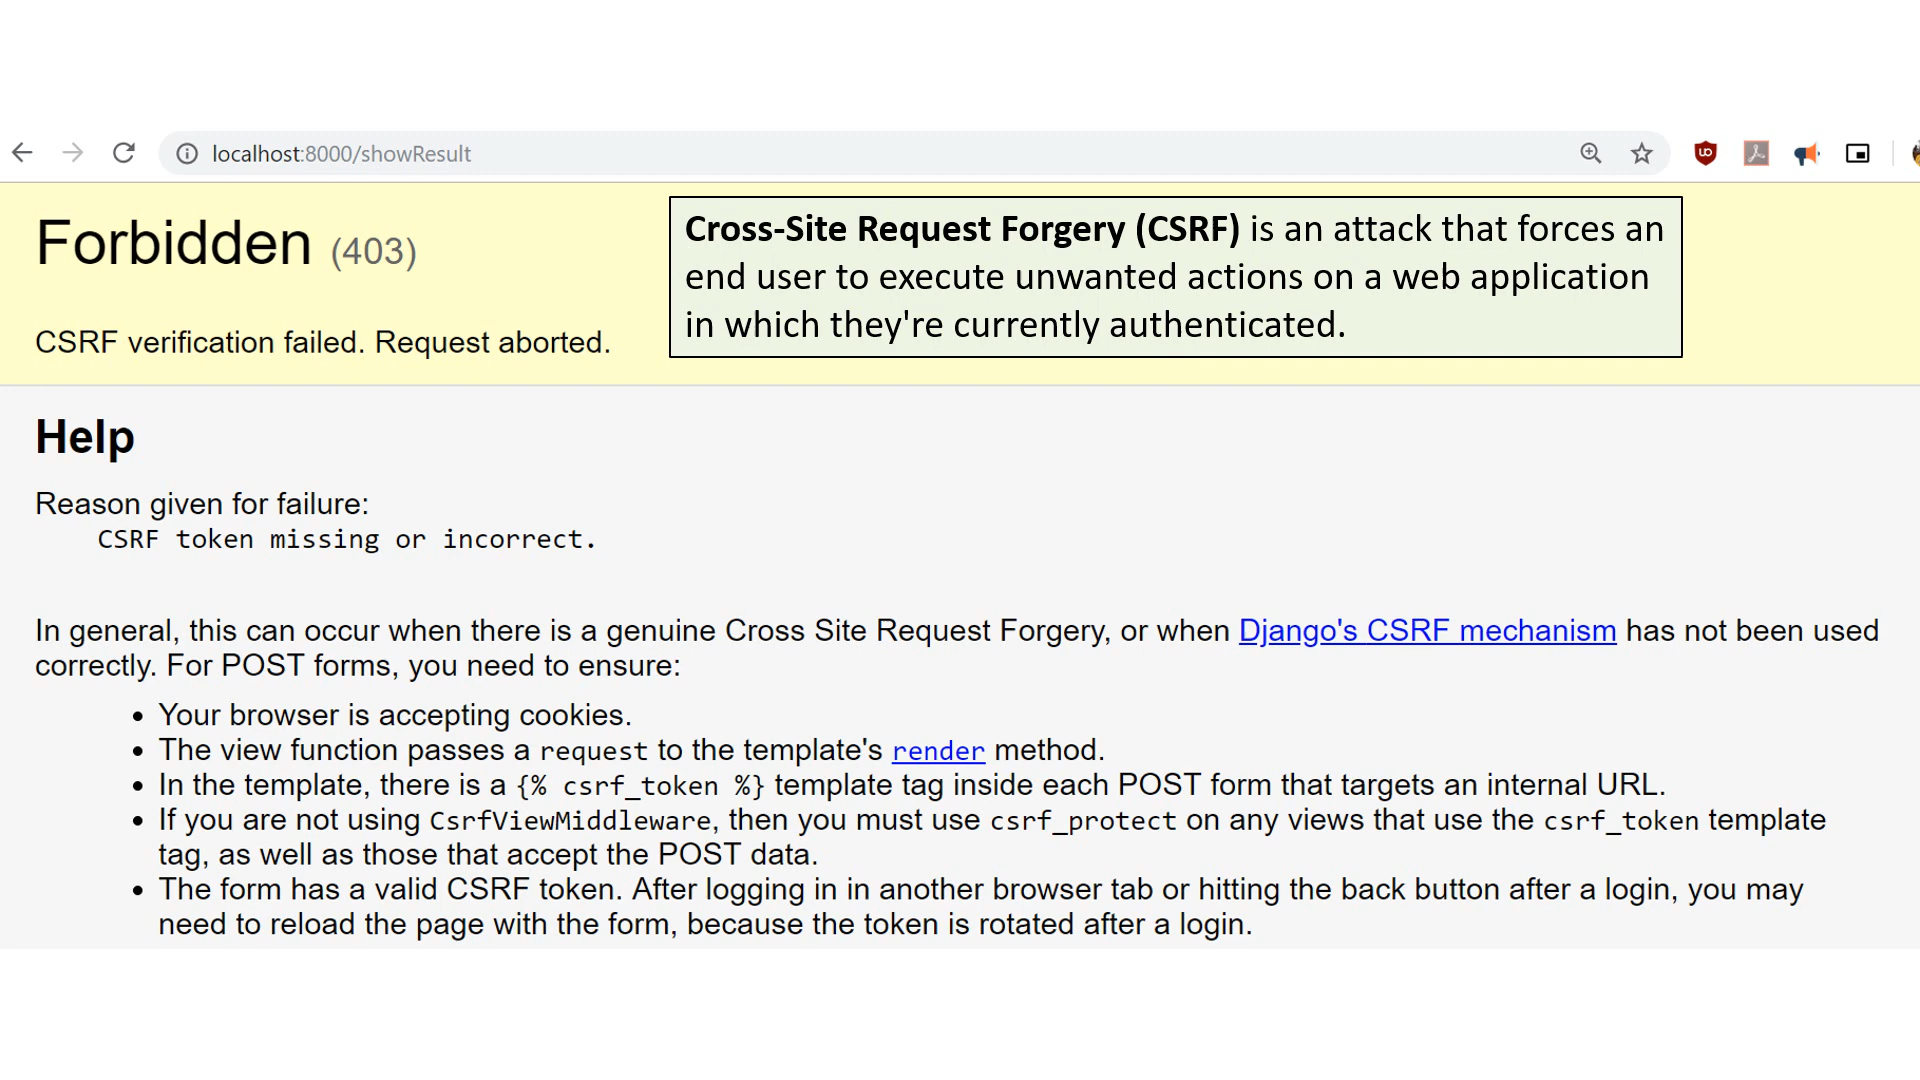 localhost:8000/showResult
Forbidden (403)
CSRF verification failed. Request aborted.
Cross-Site Request Forgery (CSRF) is an attack that forces an
end user to execute unwanted actions on a web application
in which they're currently authenticated.
Help
Reason given for failure:
CSRF token missing or incorrect.
In general, this can occur when there is a genuine Cross Site Request Forgery, or when Django's CSRF mechanism has not been used
correctly. For POST forms, you need to ensure:
• Your browser is accepting cookies.
• The view function passes a request to the template's render method.
• In the template, there is a {% csrf_token %} template tag inside each POST form that targets an internal URL.
• If you are not using CsrfViewMiddleware, then you must use csrf_protect on any views that use the csrf_token template
tag, as well as those that accept the POST data.
• The form has a valid CSRF token. After logging in in another browser tab or hitting the back button after a login, you may
need to reload the page with the form, because the token is rotated after a login.